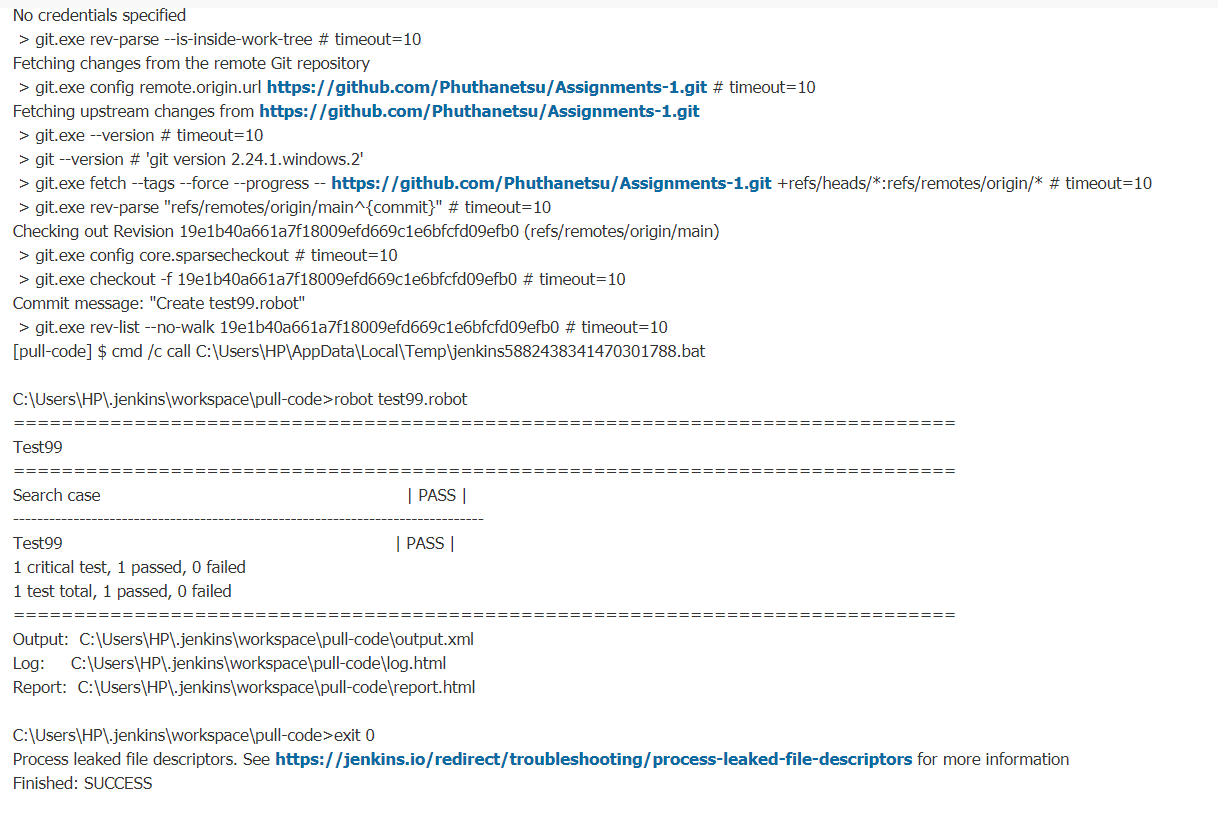 No credentials specified
> git.exe rev-parse --is-inside-work-tree # timeout=10
Fetching changes from the remote Git repository
> git.exe config remote.origin.url https://github.com/Phuthanetsu/Assignments-1.git # timeout=10
Fetching upstream changes from https://github.com/Phuthanetsu/Assignments-1.git
> git.exe --version # timeout=10
> git --version # 'git version 2.24.1.windows.2'
> git.exe fetch --tags --force --progress -- https://github.com/Phuthanetsu/Assignments-1.git +refs/heads/*:refs/remotes/origin/* # timeout=10
> git.exe rev-parse "refs/remotes/origin/main^{commit}" # timeout=10
Checking out Revision 19e1b40a661a7f18009efd669c1e6bfcfd09efb0 (refs/remotes/origin/main)
> git.exe config core.sparsecheckout # timeout=10
> git.exe checkout -f 19e1b40a661a7f18009efd669c1e6bfcfd09efb0 # timeout=10
Commit message: "Create test99.robot"
> git.exe rev-list --no-walk 19e1b40a661a7f18009efd669c1e6bfcfd09efb0 # timeout=10
[pull-code] $ cmd /c call C:\Users\HP\AppData\Local\Temp\jenkins5882438341470301788.bat
C:\Users\HP\.jenkins\workspace\pull-code>robot test99.robot
==============================================================================
Test99
==============================================================================
Search case | PASS |
------------------------------------------------------------------------------
Test99 | PASS |
1 critical test, 1 passed, 0 failed
1 test total, 1 passed, 0 failed
==============================================================================
Output: C:\Users\HP\.jenkins\workspace\pull-code\output.xml
Log: C:\Users\HP\.jenkins\workspace\pull-code\log.html
Report: C:\Users\HP\.jenkins\workspace\pull-code\report.html
C:\Users\HP\.jenkins\workspace\pull-code>exit 0
Process leaked file descriptors. See https://jenkins.io/redirect/troubleshooting/process-leaked-file-descriptors for more information
Finished: SUCCESS